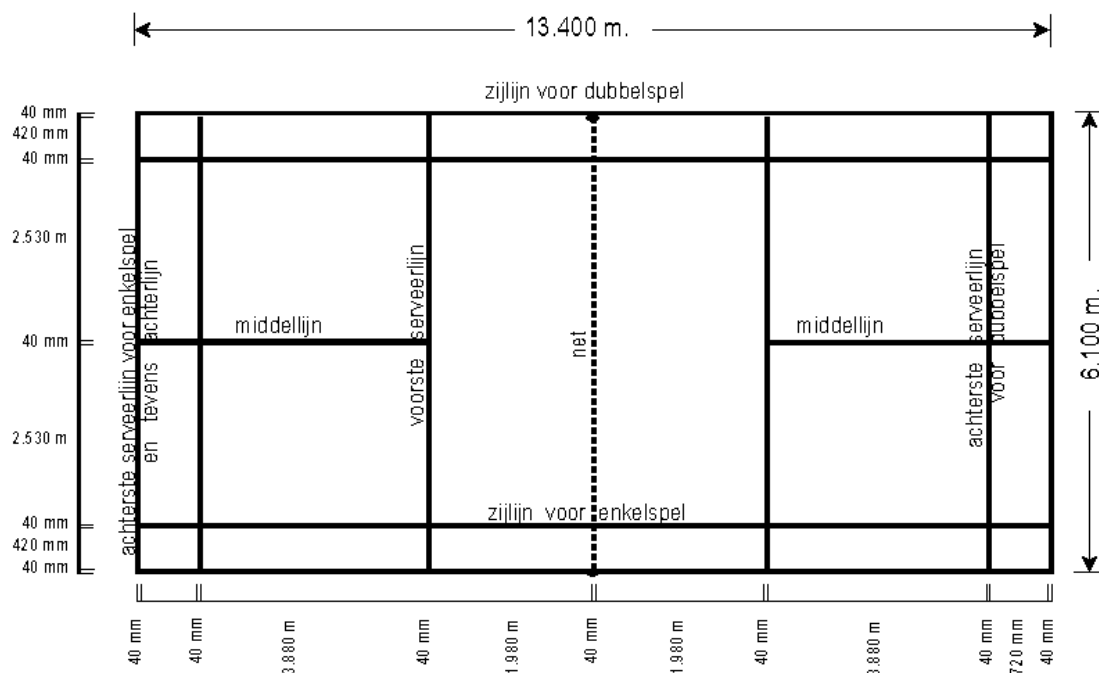 13.400 m.
zijlijn voor dubbelspel
40 mm
420 mm
40 mm
2.530 m
40 mm
2.530 m
40 mm
420 mm
40 mm
achterste serveerlijn voor enkelspel
en tevens achterlijn
middellijn
voorste serveerlijn
net
middellijn
achterste serveerlijn
voor dubbelspel
6.100 m.
zijlijn voor enkelspel
40 mm
40 mm
3.880 m
40 mm
1.980 m
40 mm
1.980 m
40 mm
3.880 m
40 mm
720 mm
40 mm